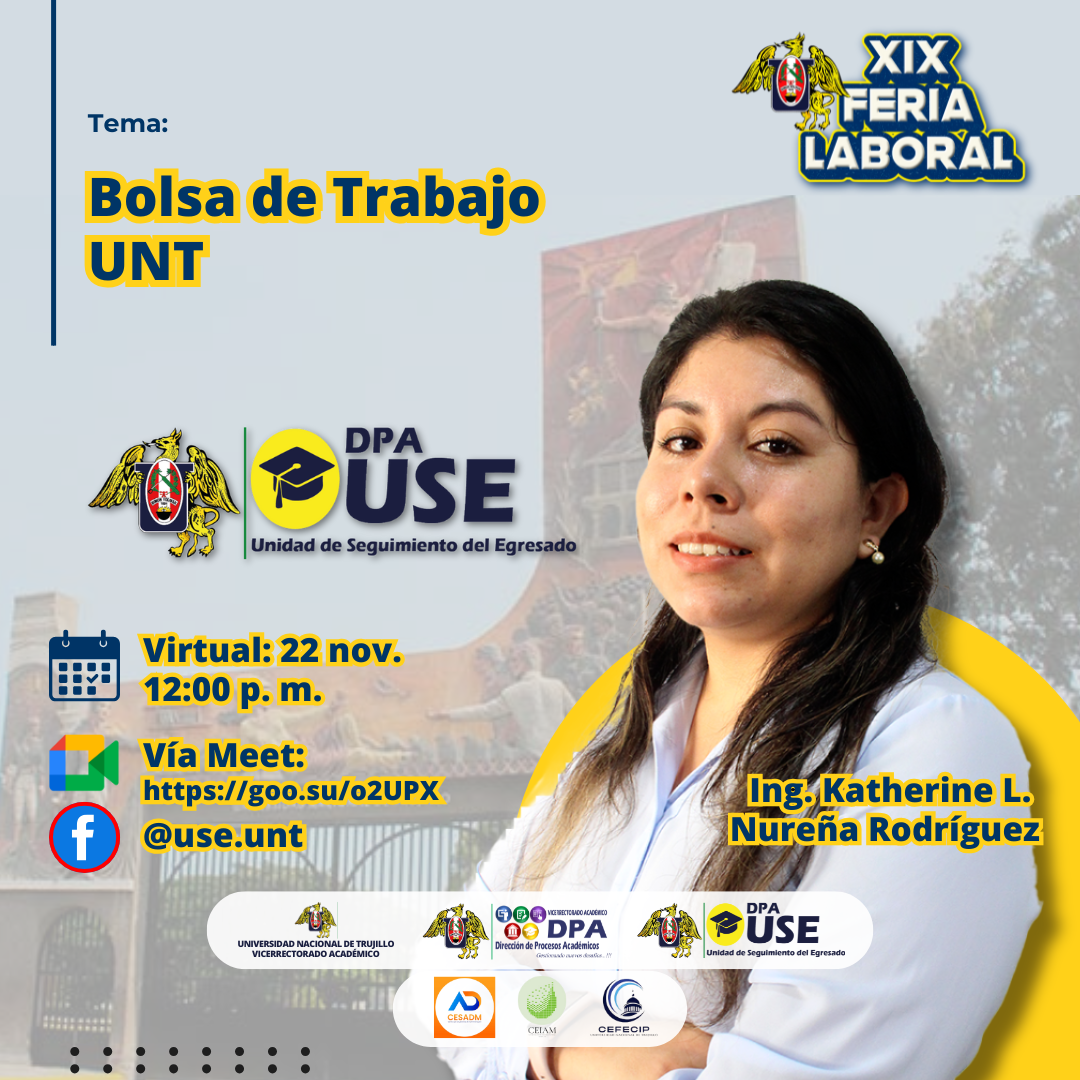 XIX
FERIA
LABORAL
Tema:
Bolsa de Trabajo
UNT
DPA
USE
Unidad de Seguimiento del Egresado
Virtual: 22 nov.
12:00 p. m.
Vía Meet:
https://goo.su/o2UPX
@use.unt
Ing. Katherine L.
Nureña Rodríguez
UNIVERSIDAD NACIONAL DE TRUJILLO
VICERRECTORADO ACADÉMICO
VICERRECTORADO ACADÉMICO
DPA
Dirección de Procesos Académicos
Gestionando nuevos desafíos...!!!
DPA
USE
Unidad de Seguimiento del Egresado
CESADM
CEIAM
CEFECIP